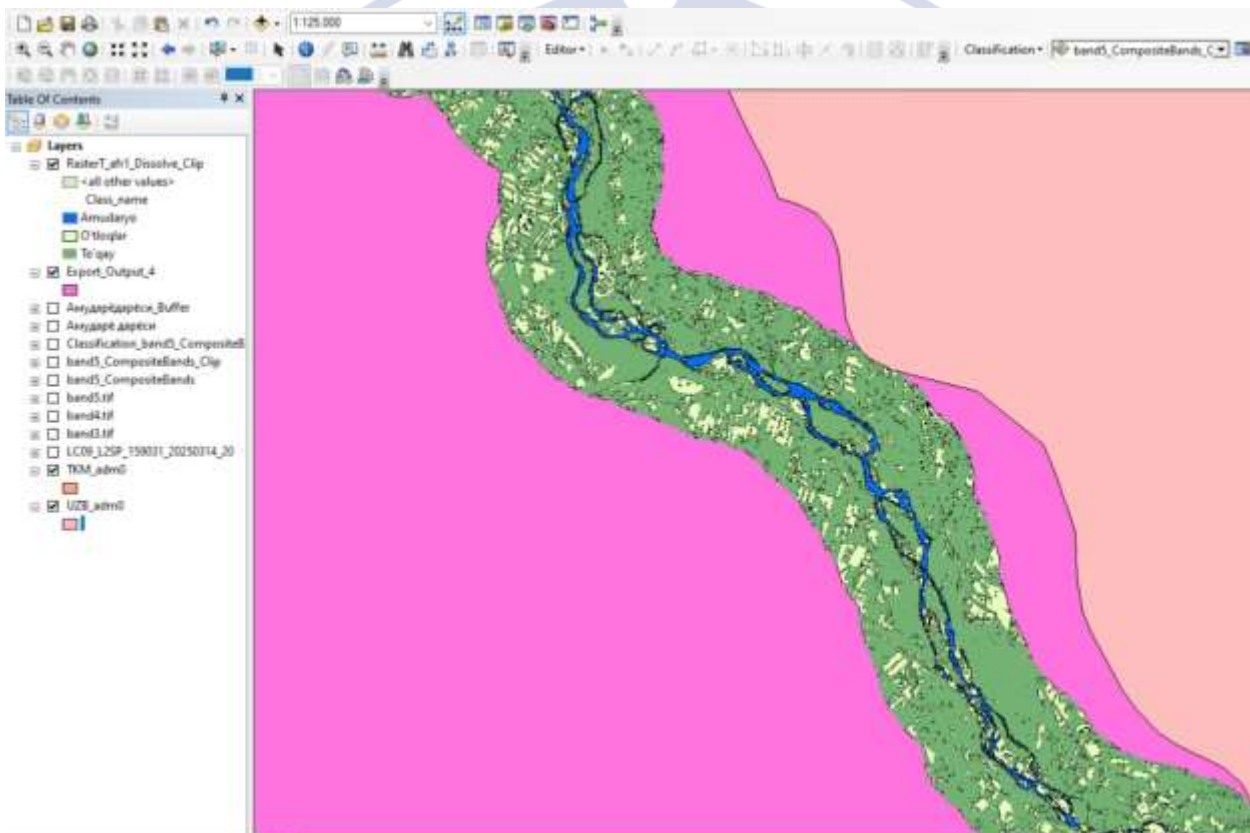 1:125.000
Editor
Classification
band5_CompositeBands_C
Table Of Contents
Layers
RasterT_afr1_Dissolve_Clip
<all other values>
Class_name
Amudaryo
O'tloqlar
To'qay
Export_Output_4
Амударёдарёси_Buffer
Амударё дарёси
Classification_band5_CompositeB
band5_CompositeBands_Clip
band5_CompositeBands
band5.tif
band4.tif
band3.tif
LC09_L2SP_159031_20250314_20
TKM_adm0
UZB_adm0